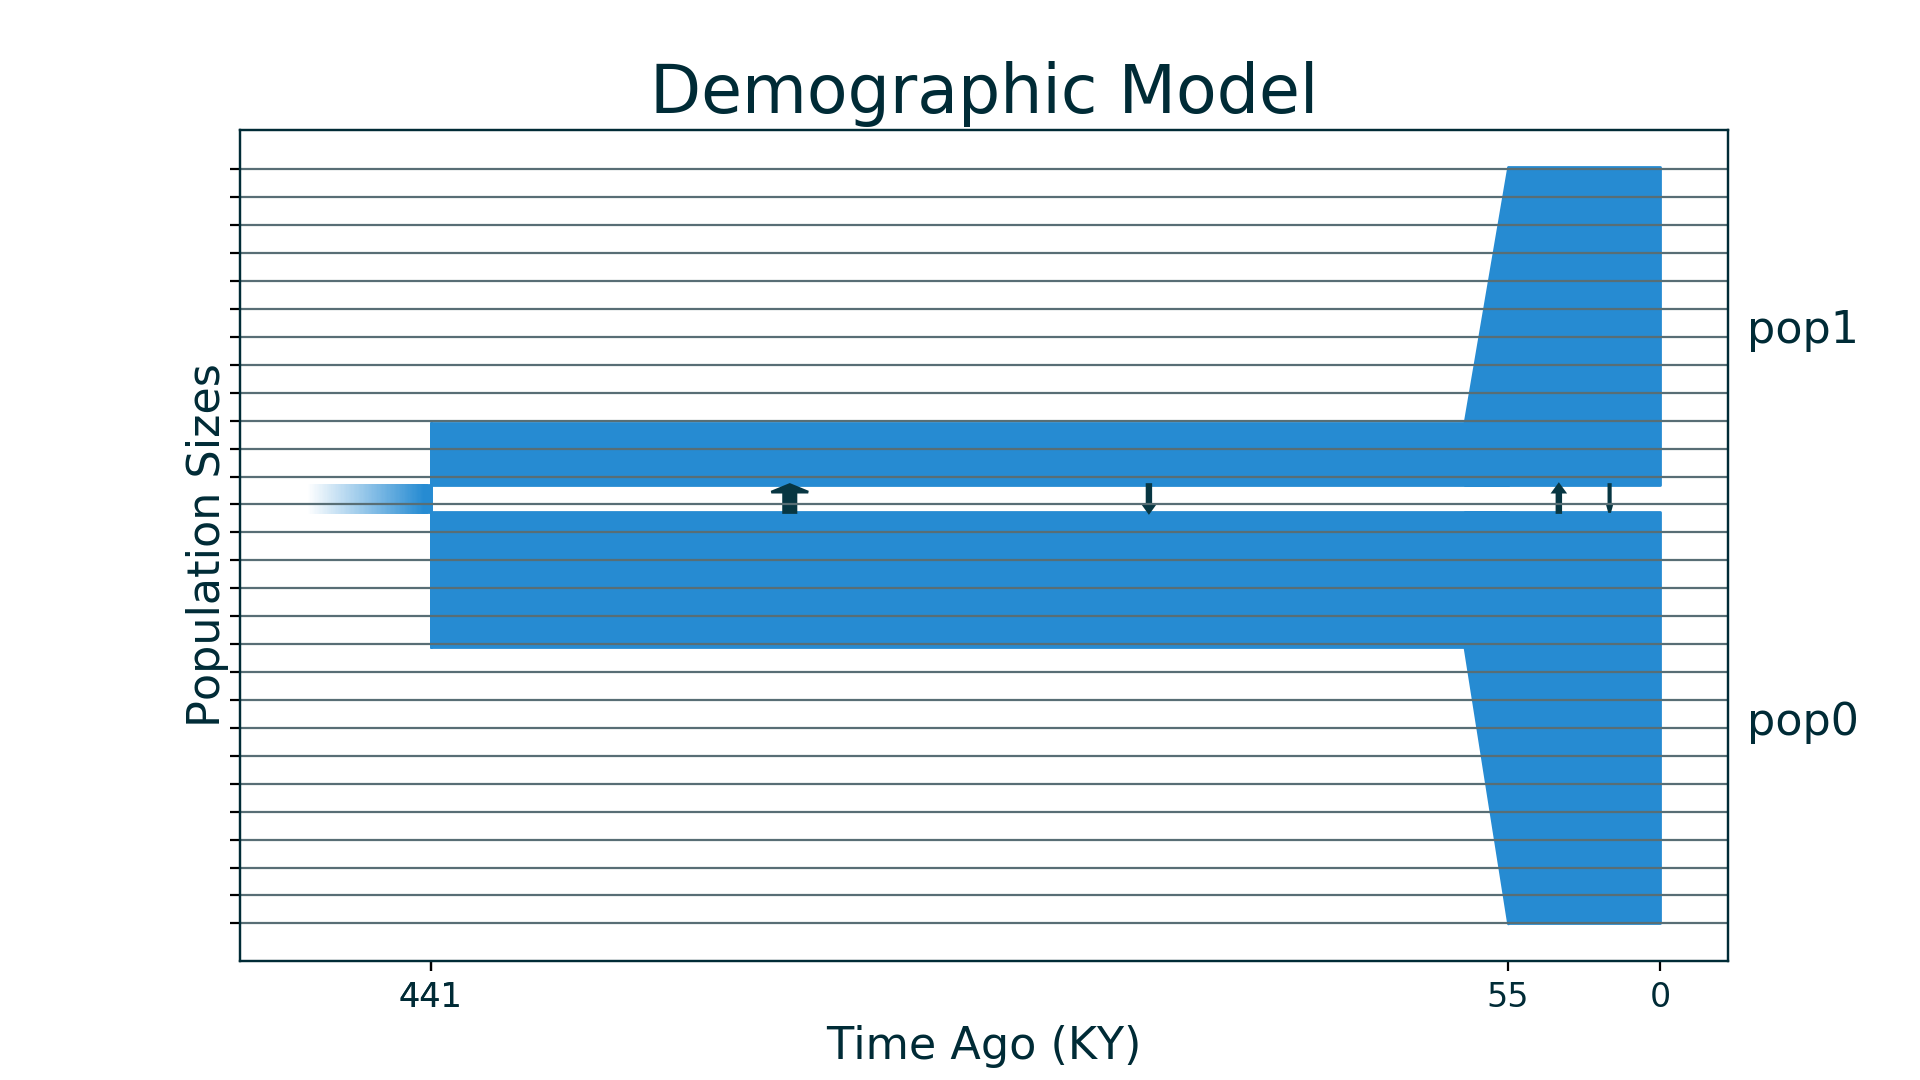 Demographic Model
Population Sizes
pop1
pop0
441
55
0
Time Ago (KY)